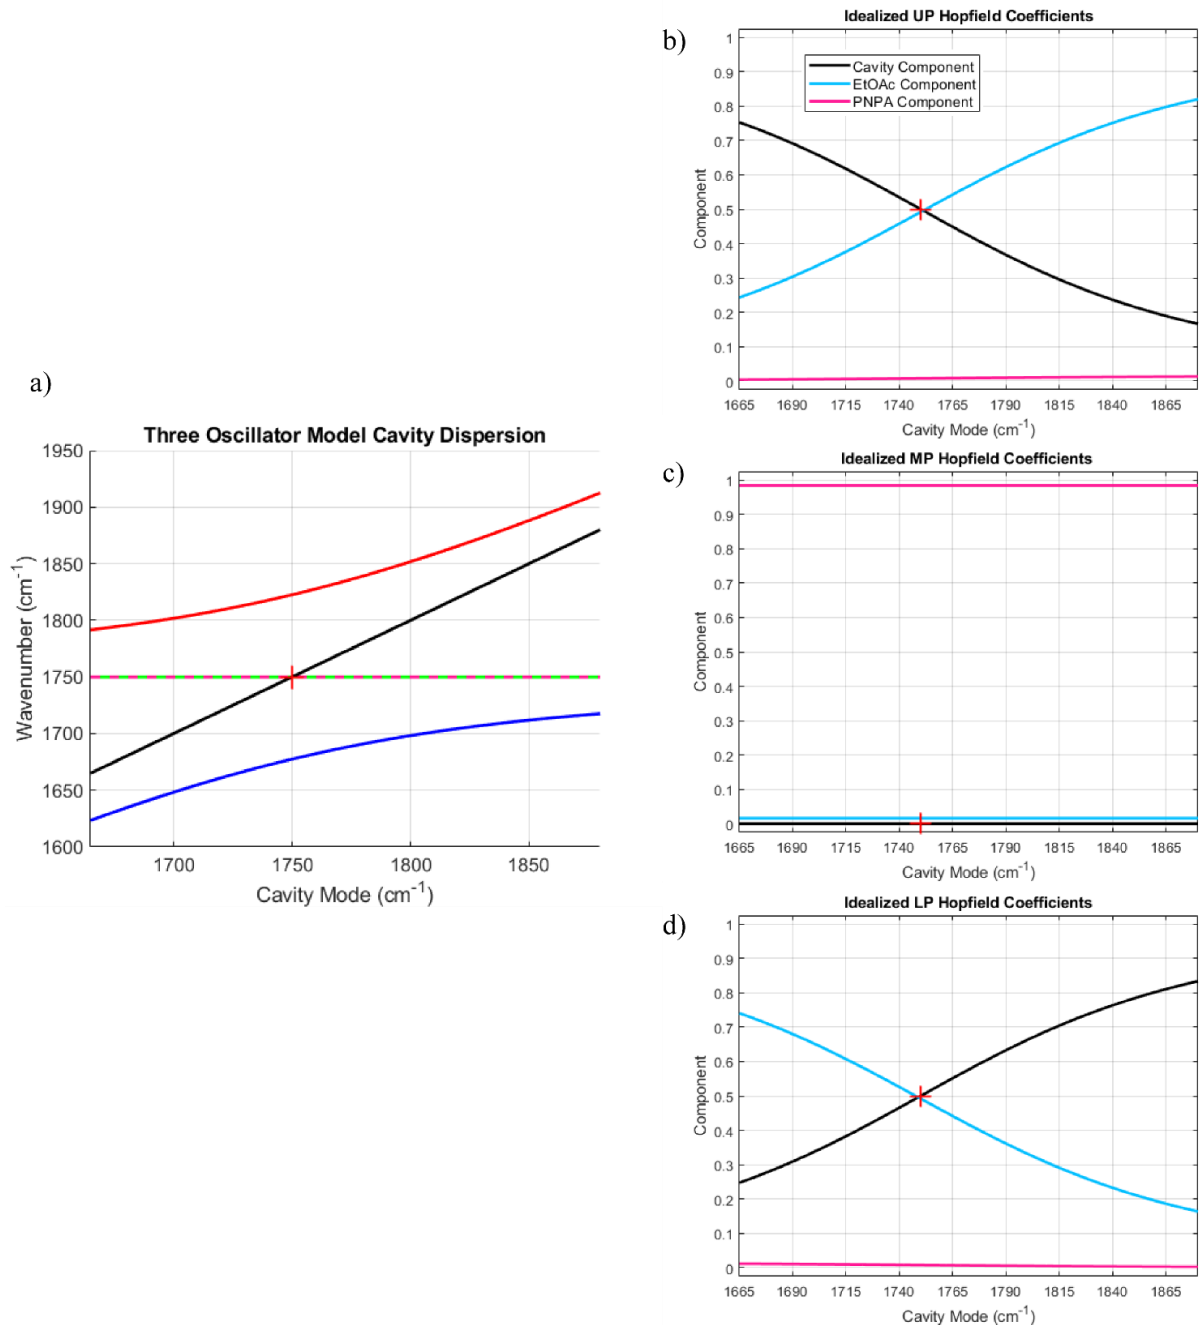 a)
Three Oscillator Model Cavity Dispersion
1950
1900
1850
1800
1750
1700
1650
1600
Wavenumber (cm-1)
1700 1750 1800 1850
Cavity Mode (cm-1)
b)
Idealized UP Hopfield Coefficients
Cavity Component
EtOAc Component
PNPA Component
1
0.9
0.8
0.7
0.6
0.5
0.4
0.3
0.2
0.1
0
Component
1665 1690 1715 1740 1765 1790 1815 1840 1865
Cavity Mode (cm-1)
c)
Idealized MP Hopfield Coefficients
1
0.9
0.8
0.7
0.6
0.5
0.4
0.3
0.2
0.1
0
Component
1665 1690 1715 1740 1765 1790 1815 1840 1865
Cavity Mode (cm-1)
d)
Idealized LP Hopfield Coefficients
1
0.9
0.8
0.7
0.6
0.5
0.4
0.3
0.2
0.1
0
Component
1665 1690 1715 1740 1765 1790 1815 1840 1865
Cavity Mode (cm-1)